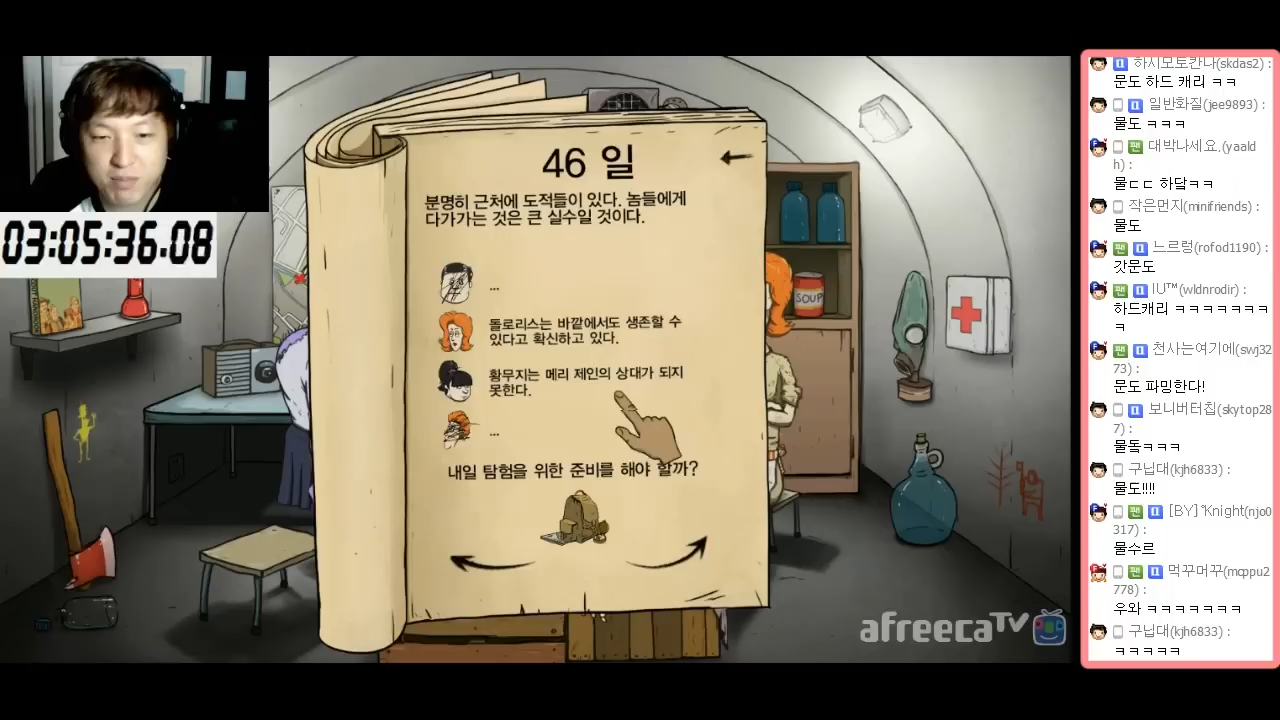 03:05:36.08
46 일
분명히 근처에 도적들이 있다. 놈들에게
다가가는 것은 큰 실수일 것이다.
...
돌로리스는 바깥에서도 생존할 수
있다고 확신하고 있다.
황무지는 메리 제인의 상대가 되지
못한다.
...
내일 탐험을 위한 준비를 해야 할까?
SOUP
afreecaTV
하시모토칸나(skdas2) :
문도 하드 캐리 ㅋㅋ
일반화질(jee9893) :
물도 ㅋㅋㅋ
대박나세요.(yaald
h) :
물ㄷㄷ 하닼ㅋㅋ
작은먼지(minifriends) :
물도
느르렁(rofod1190) :
갓문도
IU™(wldnrodir) :
하드캐리 ㅋㅋㅋㅋㅋㅋㅋ
ㅋ
천사는여기에(swj32
73) :
문도 파밍한다!
보니버터칩(skytop28
7) :
물돜ㅋㅋㅋ
구닙대(kjh6833) :
물도!!!!
[BY]*Knight(njo0
317) :
물수르
먹꾸머꾸(mcppu2
778) :
우와 ㅋㅋㅋㅋㅋㅋㅋ
구닙대(kjh6833) :
ㅋㅋㅋㅋㅋ